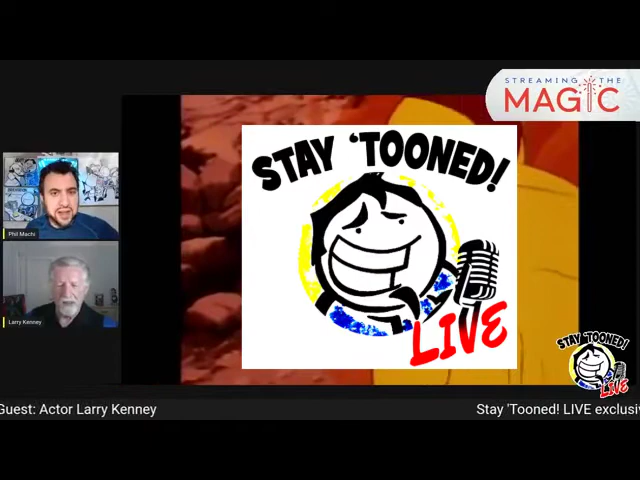 STREAMING THE
MAGIC
STAY 'TOONED!
LIVE
Phil Machi
Larry Kenney
STAY 'TOONED!
LIVE
Guest: Actor Larry Kenney
Stay 'Tooned! LIVE exclusiv